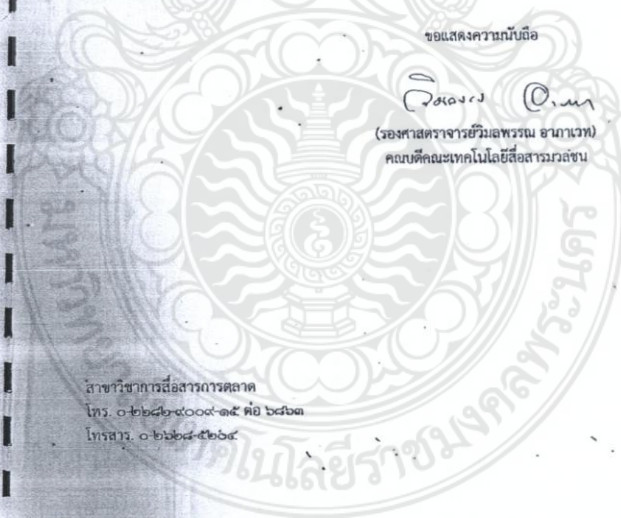 ขอแสดงความนับถือ
(รองศาสตราจารย์วิมลพรรณ อาภาเวท)
คณบดีคณะเทคโนโลยีสื่อสารมวลชน
สาขาวิชาการสื่อสารการตลาด
โทร. ๐-๒๒๘๒-๙๐๐๙-๑๕ ต่อ ๖๘๖๓
โทรสาร. ๐-๒๖๒๘-๕๒๐๔